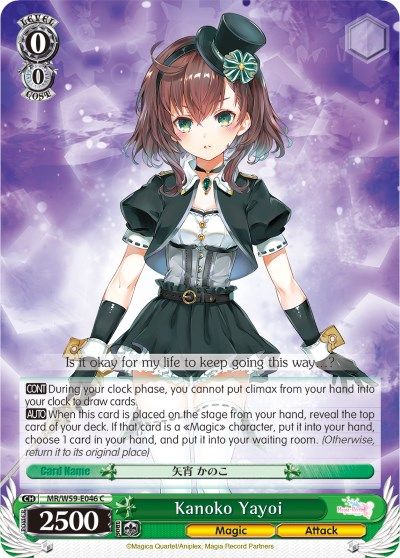 LEVEL
0
0
COST
Is it okay for my life to keep going this way...?
CONT During your clock phase, you cannot put climax from your hand into
your clock to draw cards.
AUTO When this card is placed on the stage from your hand, reveal the top
card of your deck. If that card is a «Magic» character, put it into your hand,
choose 1 card in your hand, and put it into your waiting room. (Otherwise,
return it to its original place)
Card Name 矢宵 かのこ
CH MR/W59-E046 C
POWER 2500 SOUL Kanoko Yayoi
Magic Attack
©Magica Quartet/Aniplex, Magia Record Partners